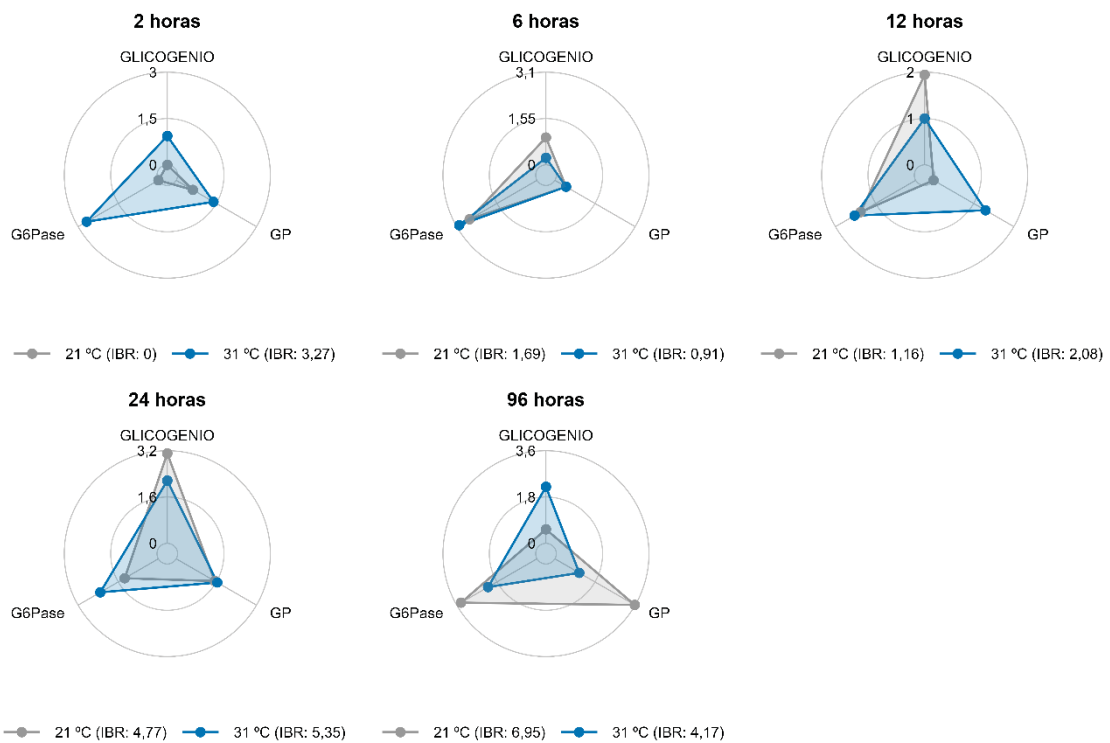 2 horas
GLICOGENIO
3
1,5
0
G6Pase
GP
21 ºC (IBR: 0)
31 ºC (IBR: 3,27)
6 horas
GLICOGENIO
3,1
1,55
0
G6Pase
GP
21 ºC (IBR: 1,69)
31 ºC (IBR: 0,91)
12 horas
GLICOGENIO
2
1
0
G6Pase
GP
21 ºC (IBR: 1,16)
31 ºC (IBR: 2,08)
24 horas
GLICOGENIO
3,2
1,6
0
G6Pase
GP
21 ºC (IBR: 4,77)
31 ºC (IBR: 5,35)
96 horas
GLICOGENIO
3,6
1,8
0
G6Pase
GP
21 ºC (IBR: 6,95)
31 ºC (IBR: 4,17)